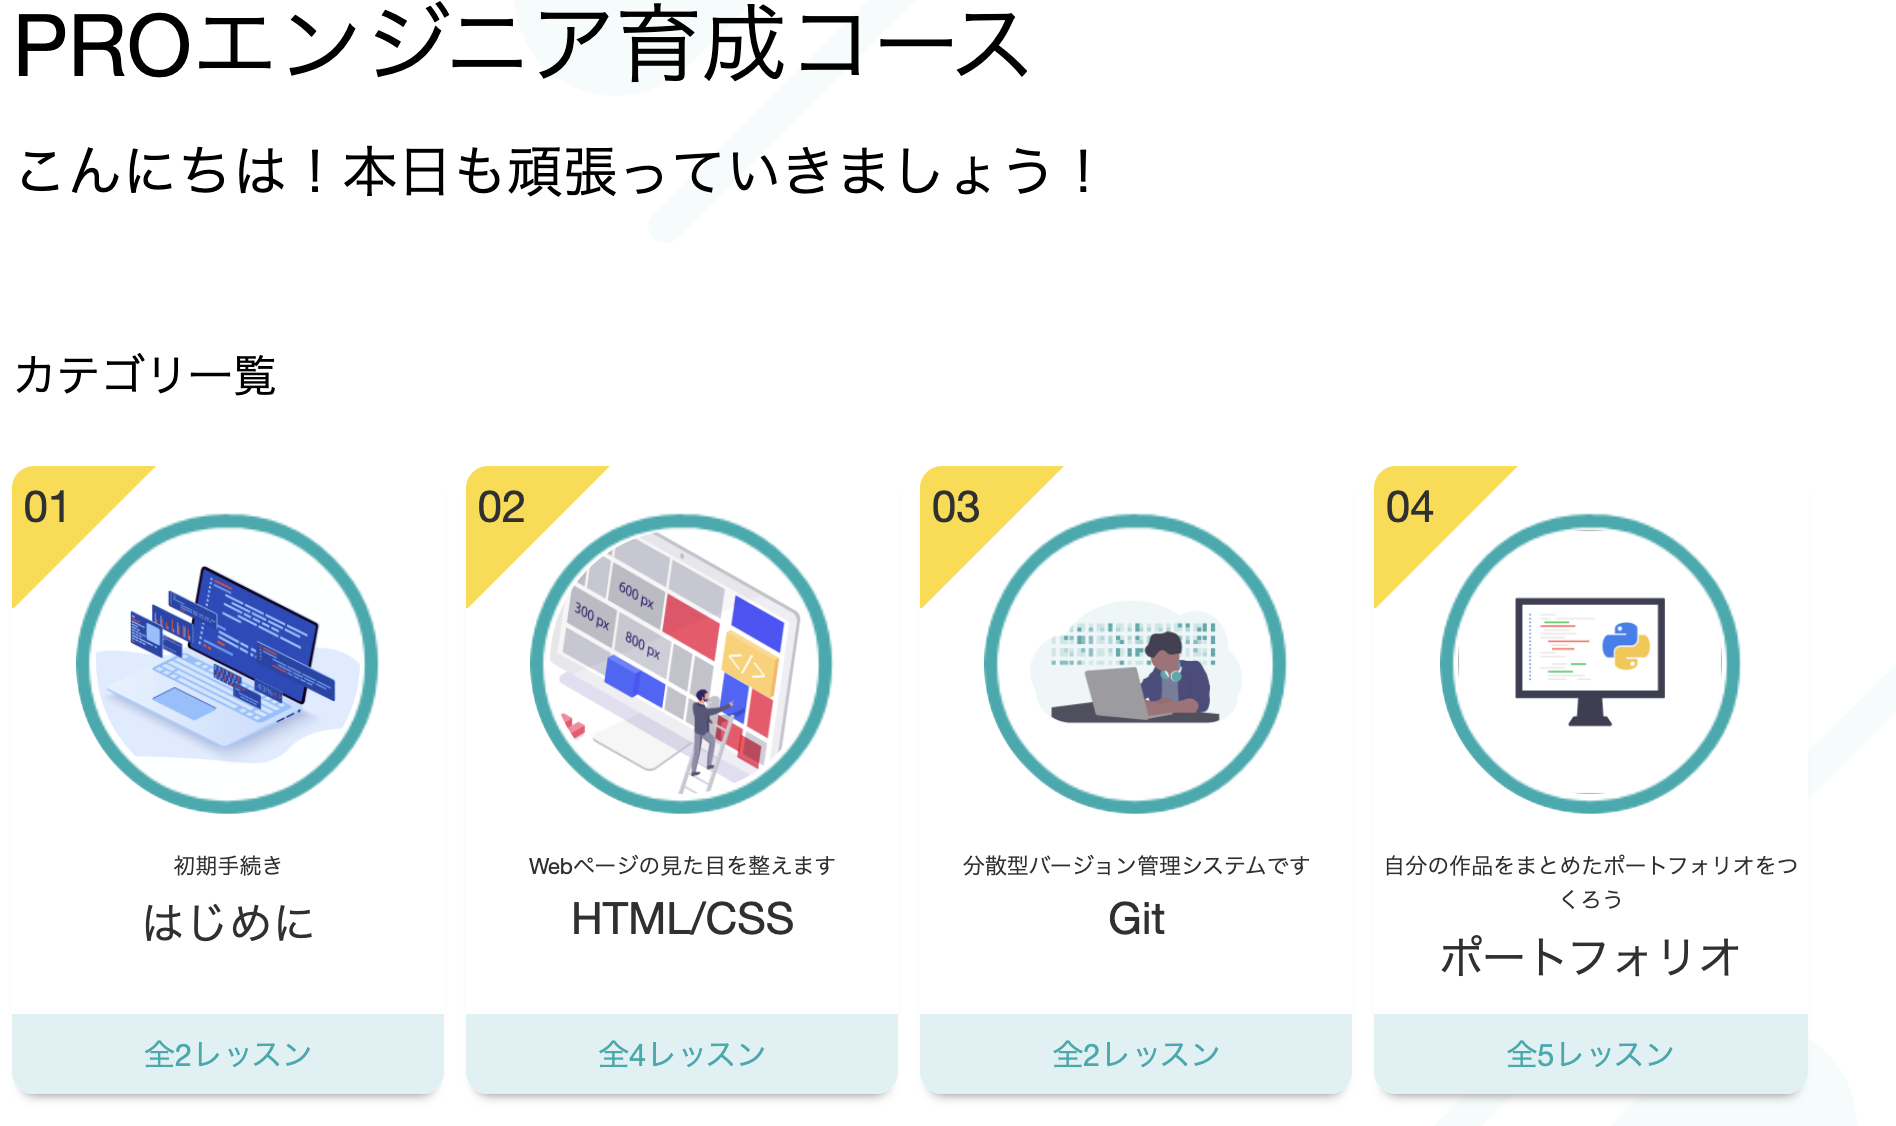 PROエンジニア育成コース
こんにちは！本日も頑張っていきましょう！
カテゴリ一覧
01
02
03
04
600 px
300 px
800 px
</>
初期手続き
はじめに
Webページの見た目を整えます
HTML/CSS
分散型バージョン管理システムです
Git
自分の作品をまとめたポートフォリオをつ
くろう
ポートフォリオ
全2レッスン
全4レッスン
全2レッスン
全5レッスン